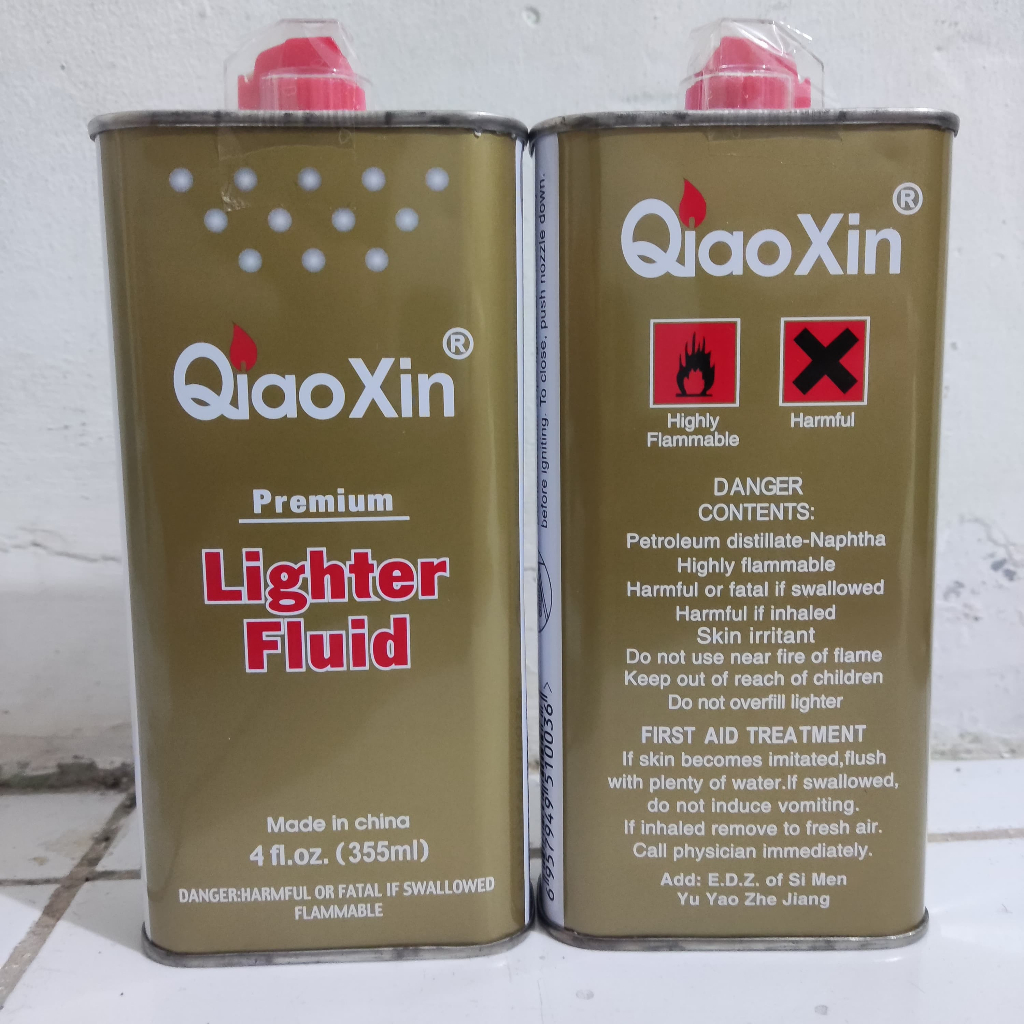 QiaoXin®
Premium
Lighter
Fluid
Made in china
4 fl.oz. (355ml)
DANGER:HARMFUL OR FATAL IF SWALLOWED
FLAMMABLE
before igniting. To close, push nozzle down.
6"957949"510036">
QiaoXin®
Highly
Flammable
Harmful
DANGER
CONTENTS:
Petroleum distillate-Naphtha
Highly flammable
Harmful or fatal if swallowed
Harmful if inhaled
Skin irritant
Do not use near fire of flame
Keep out of reach of children
Do not overfill lighter
FIRST AID TREATMENT
If skin becomes imitated,flush
with plenty of water.If swallowed,
do not induce vomiting.
If inhaled remove to fresh air.
Call physician immediately.
Add: E.D.Z. of Si Men
Yu Yao Zhe Jiang